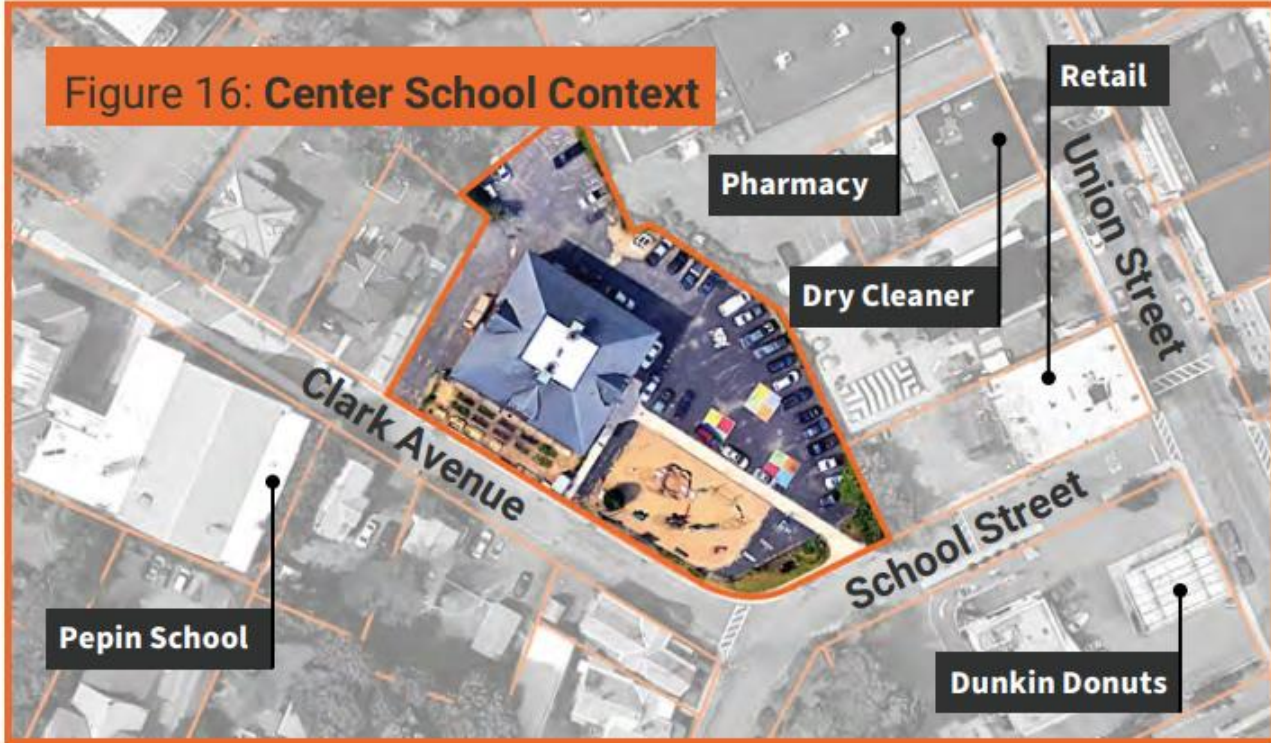 Figure 16: Center School Context
Retail
Pharmacy
Union Street
Dry Cleaner
Clark Avenue
School Street
Pepin School
Dunkin Donuts